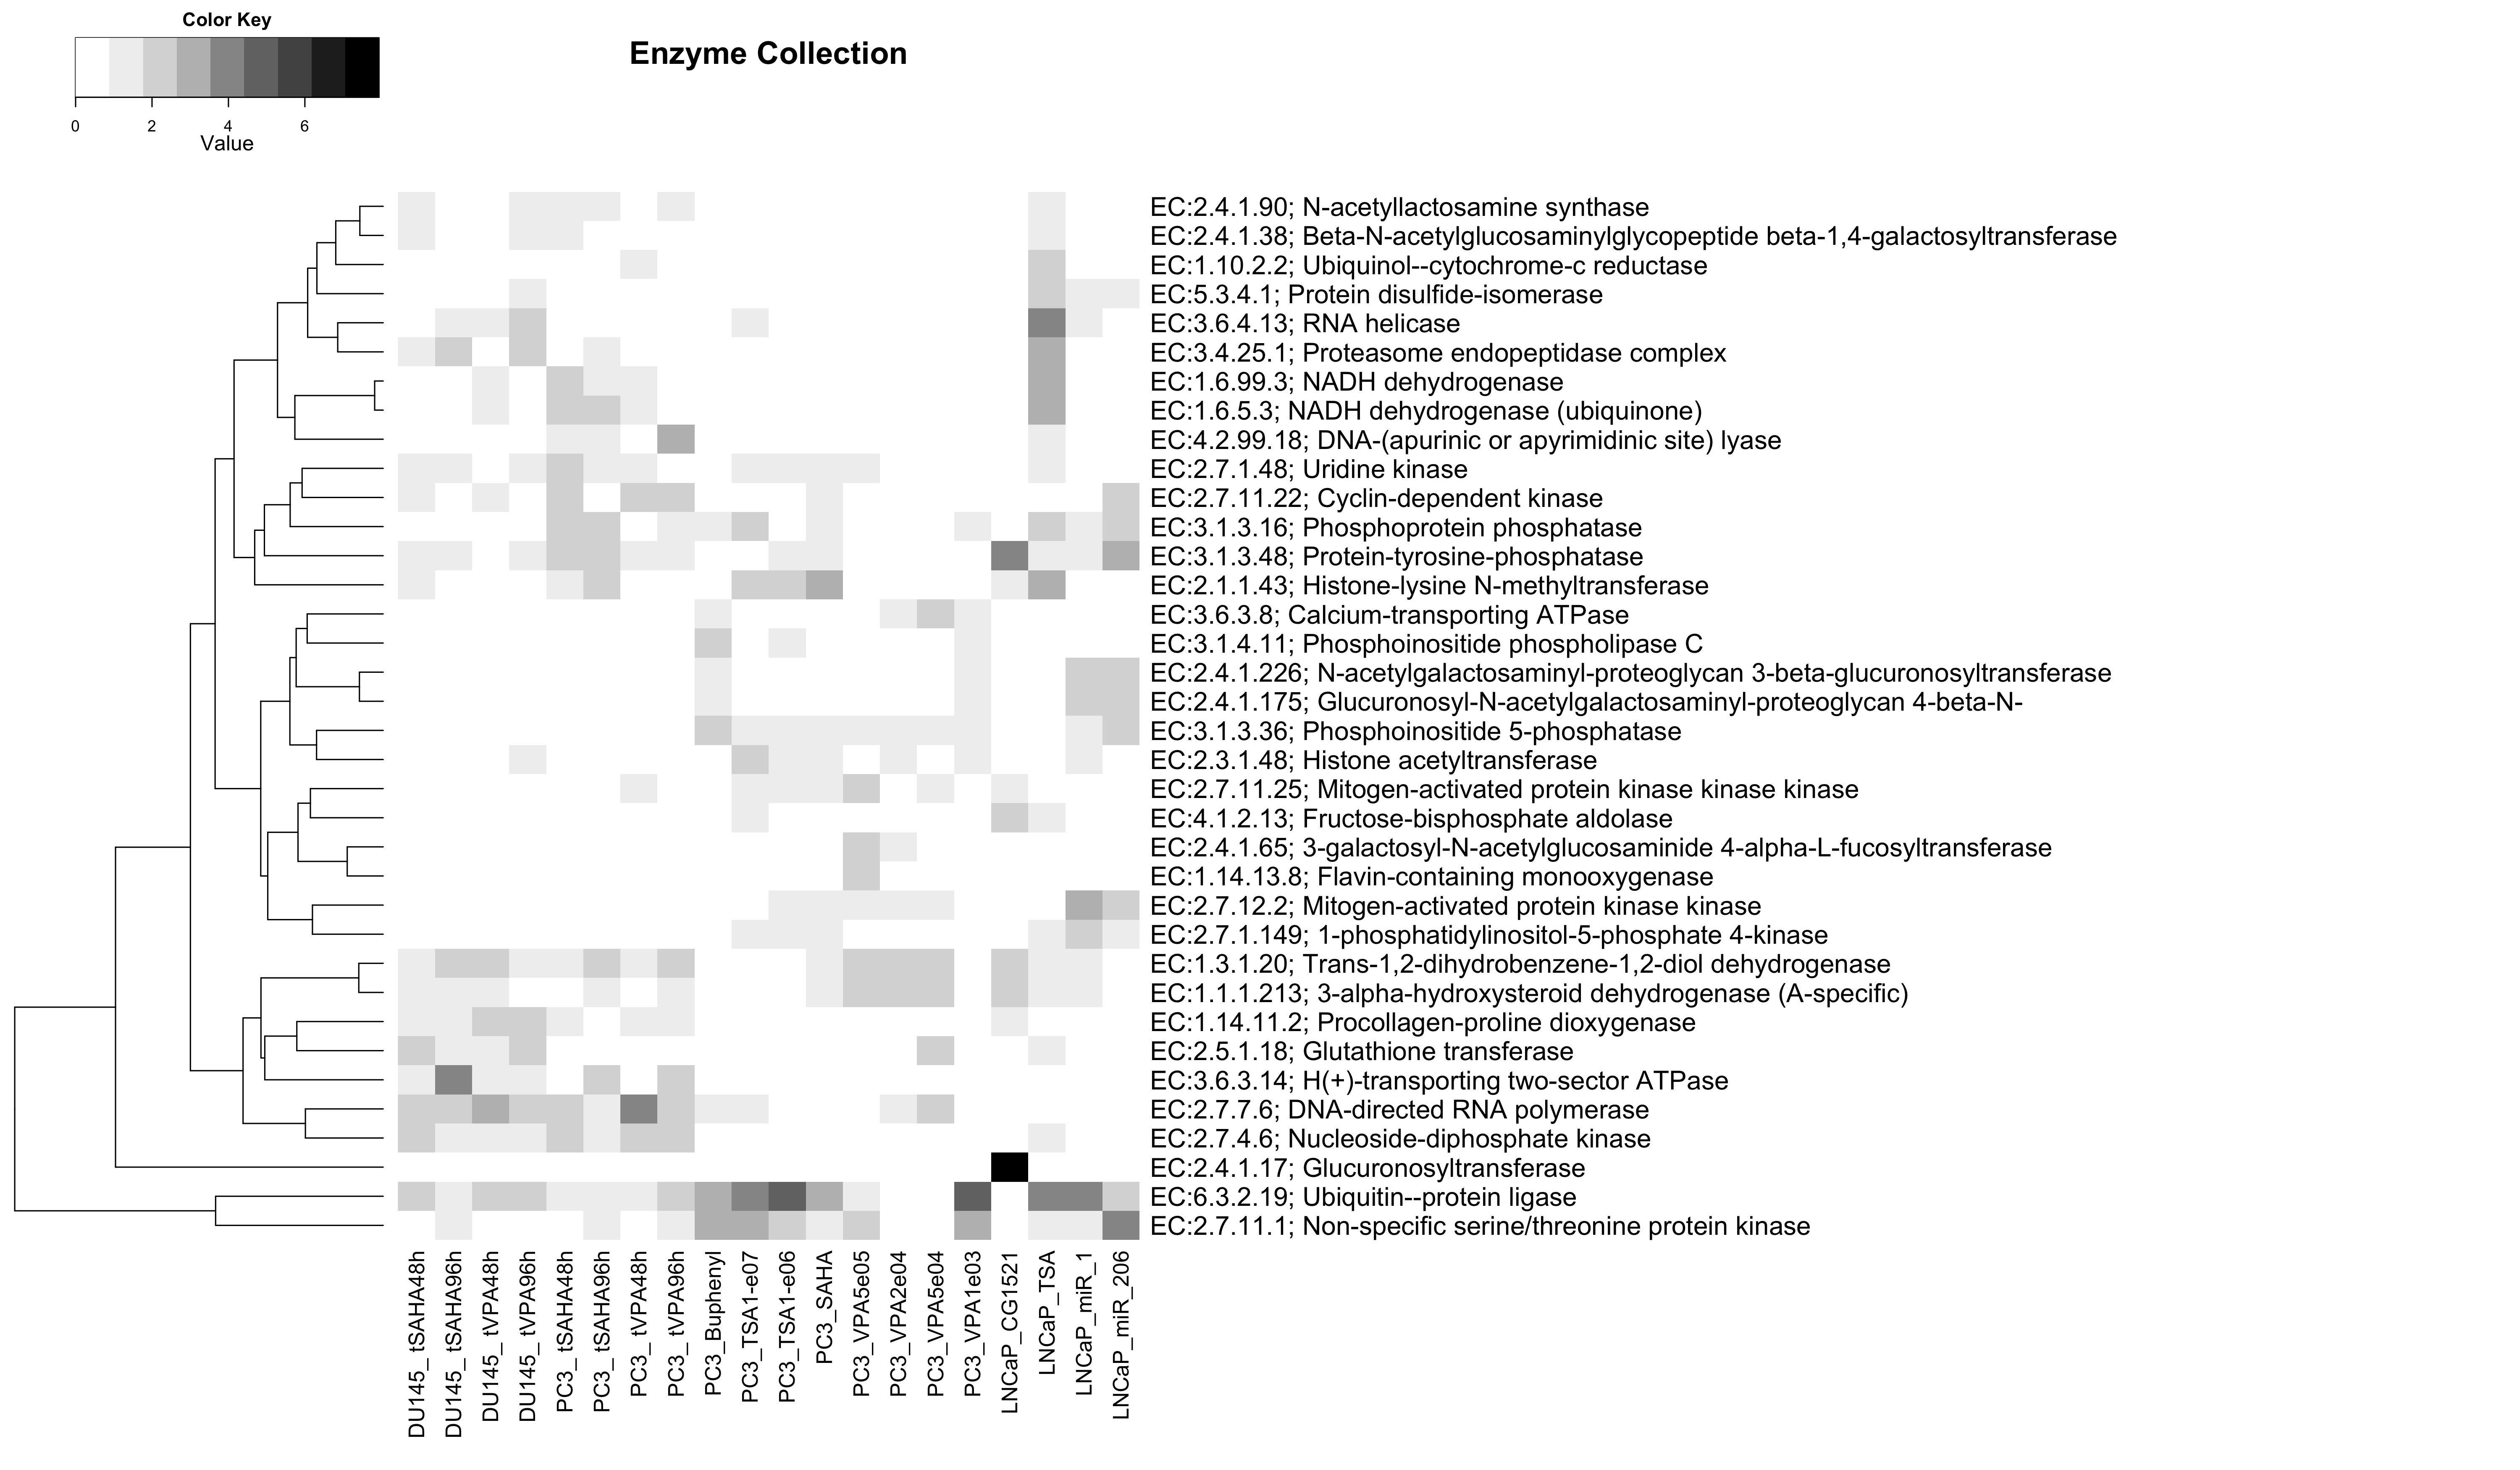 Color Key
Enzyme Collection
0 2 4 6
Value
EC:2.4.1.90; N-acetyllactosamine synthase
EC:2.4.1.38; Beta-N-acetylglucosaminylglycopeptide beta-1,4-galactosyltransferase
EC:1.10.2.2; Ubiquinol--cytochrome-c reductase
EC:5.3.4.1; Protein disulfide-isomerase
EC:3.6.4.13; RNA helicase
EC:3.4.25.1; Proteasome endopeptidase complex
EC:1.6.99.3; NADH dehydrogenase
EC:1.6.5.3; NADH dehydrogenase (ubiquinone)
EC:4.2.99.18; DNA-(apurinic or apyrimidinic site) lyase
EC:2.7.1.48; Uridine kinase
EC:2.7.11.22; Cyclin-dependent kinase
EC:3.1.3.16; Phosphoprotein phosphatase
EC:3.1.3.48; Protein-tyrosine-phosphatase
EC:2.1.1.43; Histone-lysine N-methyltransferase
EC:3.6.3.8; Calcium-transporting ATPase
EC:3.1.4.11; Phosphoinositide phospholipase C
EC:2.4.1.226; N-acetylgalactosaminyl-proteoglycan 3-beta-glucuronosyltransferase
EC:2.4.1.175; Glucuronosyl-N-acetylgalactosaminyl-proteoglycan 4-beta-N-
EC:3.1.3.36; Phosphoinositide 5-phosphatase
EC:2.3.1.48; Histone acetyltransferase
EC:2.7.11.25; Mitogen-activated protein kinase kinase kinase
EC:4.1.2.13; Fructose-bisphosphate aldolase
EC:2.4.1.65; 3-galactosyl-N-acetylglucosaminide 4-alpha-L-fucosyltransferase
EC:1.14.13.8; Flavin-containing monooxygenase
EC:2.7.12.2; Mitogen-activated protein kinase kinase
EC:2.7.1.149; 1-phosphatidylinositol-5-phosphate 4-kinase
EC:1.3.1.20; Trans-1,2-dihydrobenzene-1,2-diol dehydrogenase
EC:1.1.1.213; 3-alpha-hydroxysteroid dehydrogenase (A-specific)
EC:1.14.11.2; Procollagen-proline dioxygenase
EC:2.5.1.18; Glutathione transferase
EC:3.6.3.14; H(+)-transporting two-sector ATPase
EC:2.7.7.6; DNA-directed RNA polymerase
EC:2.7.4.6; Nucleoside-diphosphate kinase
EC:2.4.1.17; Glucuronosyltransferase
EC:6.3.2.19; Ubiquitin--protein ligase
EC:2.7.11.1; Non-specific serine/threonine protein kinase
DU145_ tSAHA48h
DU145_ tSAHA96h
DU145_ tVPA48h
DU145_ tVPA96h
PC3_ tSAHA48h
PC3_ tSAHA96h
PC3_ tVPA48h
PC3_ tVPA96h
PC3_Buphenyl
PC3_TSA1-e07
PC3_TSA1-e06
PC3_SAHA
PC3_VPA5e05
PC3_VPA2e04
PC3_VPA5e04
PC3_VPA1e03
LNCaP_CG1521
LNCaP_TSA
LNCaP_miR_1
LNCaP_miR_206